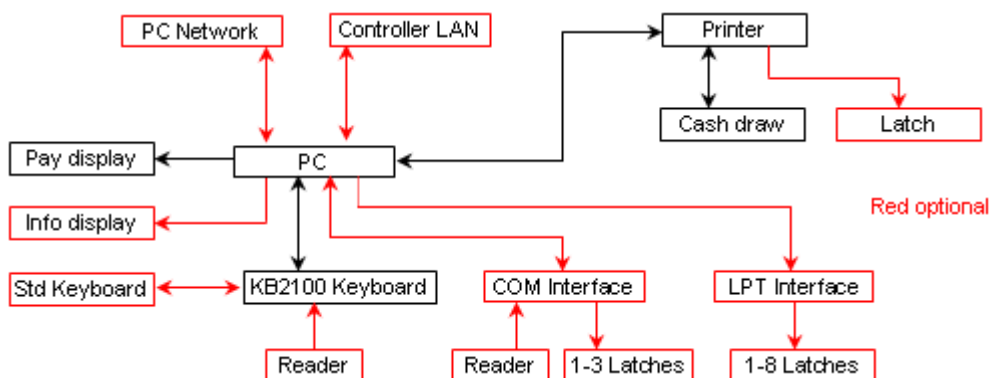 PC Network
Controller LAN
Printer
Cash draw
Latch
Pay display
PC
Info display
Red optional
Std Keyboard
KB2100 Keyboard
COM Interface
LPT Interface
Reader
Reader
1-3 Latches
1-8 Latches